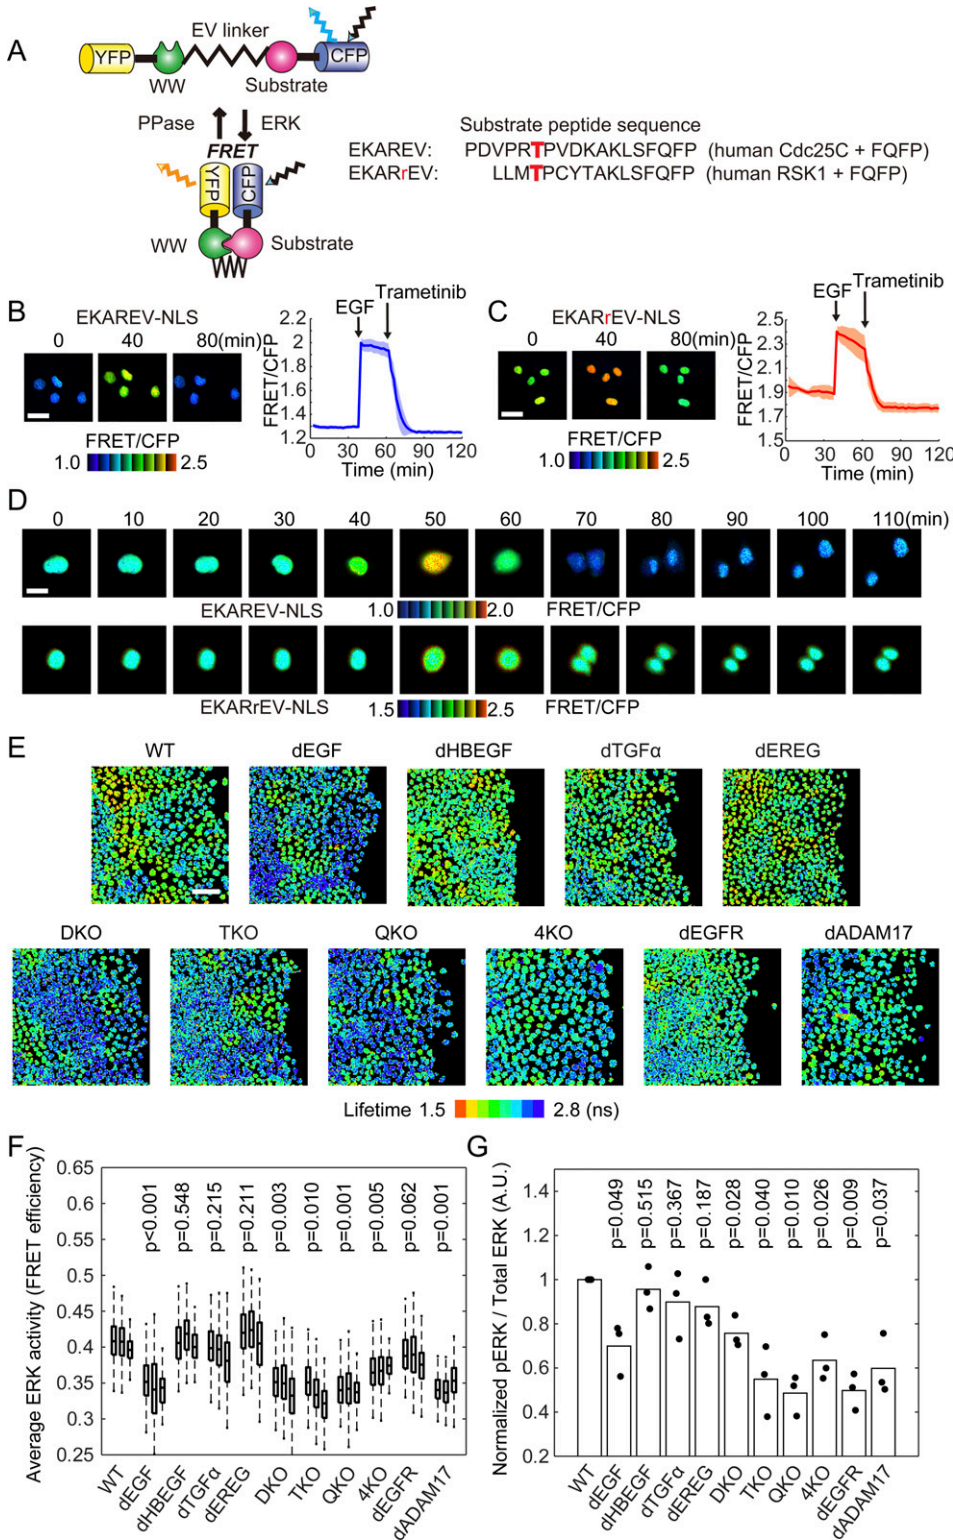 A
EV linker
YFP
CFP
WW
Substrate
PPase
ERK
FRET
YFP
CFP
WW
Substrate
Substrate peptide sequence
EKAREV: PDVPRTPVDKAKLSFQFP (human Cdc25C + FQFP)
EKARrEV: LLMTPCYTAKLSFQFP (human RSK1 + FQFP)
B
EKAREV-NLS
0 40 80(min)
FRET/CFP
1.0 2.5
EGF
Trametinib
FRET/CFP
2.2
2
1.8
1.6
1.4
1.2
0 30 60 90 120
Time (min)
C
EKARrEV-NLS
0 40 80(min)
FRET/CFP
1.0 2.5
EGF
Trametinib
FRET/CFP
2.5
2.3
2.1
1.9
1.7
1.5
0 30 60 90 120
Time (min)
D
0 10 20 30 40 50 60 70 80 90 100 110(min)
EKAREV-NLS 1.0 2.0 FRET/CFP
EKARrEV-NLS 1.5 2.5 FRET/CFP
E
WT dEGF dHBEGF dTGFα dEREG
DKO TKO QKO 4KO dEGFR dADAM17
Lifetime 1.5 2.8 (ns)
F
Average ERK activity (FRET efficiency)
0.65
0.6
0.55
0.5
0.45
0.4
0.35
0.3
0.25
p<0.001
p=0.548
p=0.215
p=0.211
p=0.003
p=0.010
p=0.001
p=0.005
p=0.062
p=0.001
WT
dEGF
dHBEGF
dTGFα
dEREG
DKO
TKO
QKO
4KO
dEGFR
dADAM17
G
Normalized pERK / Total ERK (A.U.)
1.4
1.2
1
0.8
0.6
0.4
0.2
p=0.049
p=0.515
p=0.367
p=0.187
p=0.028
p=0.040
p=0.010
p=0.026
p=0.009
p=0.037
WT
dEGF
dHBEGF
dTGFα
dEREG
DKO
TKO
QKO
4KO
dEGFR
dADAM17